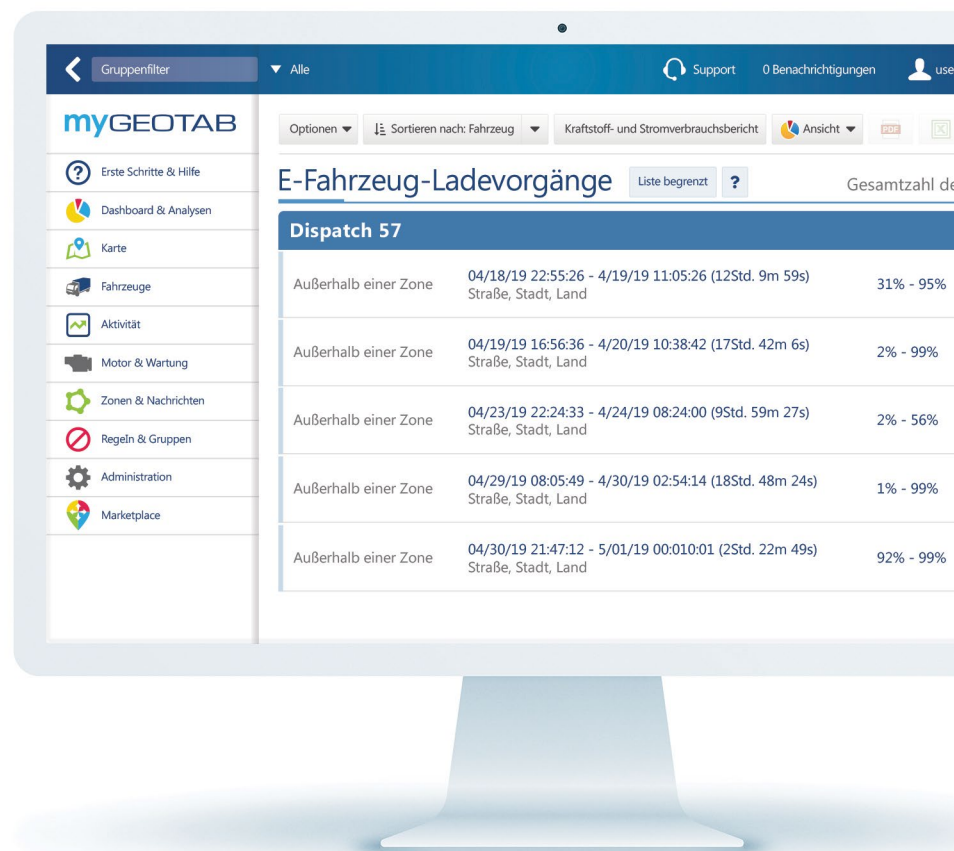 Gruppenfilter
Alle
Support
0 Benachrichtigungen
use
myGEOTAB
Optionen
Sortieren nach: Fahrzeug
Kraftstoff- und Stromverbrauchsbericht
Ansicht
PDF
Erste Schritte & Hilfe
Dashboard & Analysen
Karte
Fahrzeuge
Aktivität
Motor & Wartung
Zonen & Nachrichten
Regeln & Gruppen
Administration
Marketplace
E-Fahrzeug-Ladevorgänge
Liste begrenzt
?
Gesamtzahl de
Dispatch 57
Außerhalb einer Zone
04/18/19 22:55:26 - 4/19/19 11:05:26 (12Std. 9m 59s)
Straße, Stadt, Land
31% - 95%
Außerhalb einer Zone
04/19/19 16:56:36 - 4/20/19 10:38:42 (17Std. 42m 6s)
Straße, Stadt, Land
2% - 99%
Außerhalb einer Zone
04/23/19 22:24:33 - 4/24/19 08:24:00 (9Std. 59m 27s)
Straße, Stadt, Land
2% - 56%
Außerhalb einer Zone
04/29/19 08:05:49 - 4/30/19 02:54:14 (18Std. 48m 24s)
Straße, Stadt, Land
1% - 99%
Außerhalb einer Zone
04/30/19 21:47:12 - 5/01/19 00:010:01 (2Std. 22m 49s)
Straße, Stadt, Land
92% - 99%